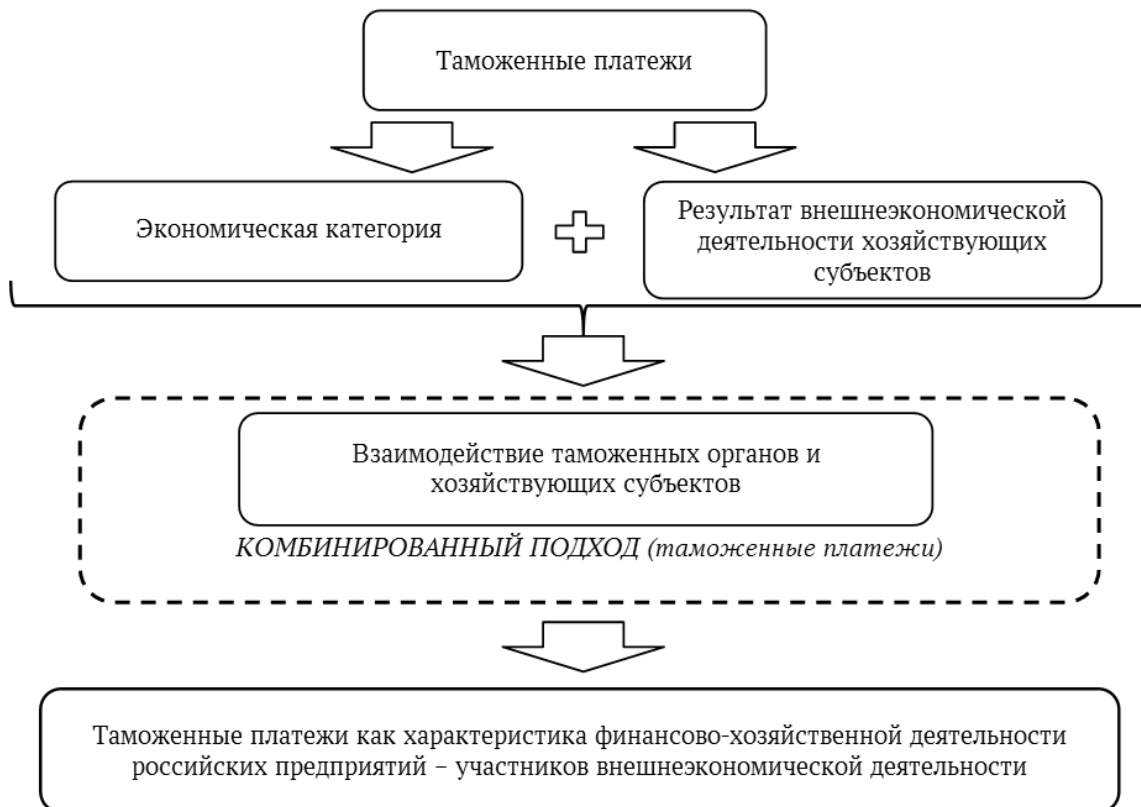 Таможенные платежи
Экономическая категория
Результат внешнеэкономической
деятельности хозяйствующих
субъектов
Взаимодействие таможенных органов и
хозяйствующих субъектов
КОМБИНИРОВАННЫЙ ПОДХОД (таможенные платежи)
Таможенные платежи как характеристика финансово-хозяйственной деятельности
российских предприятий – участников внешнеэкономической деятельности